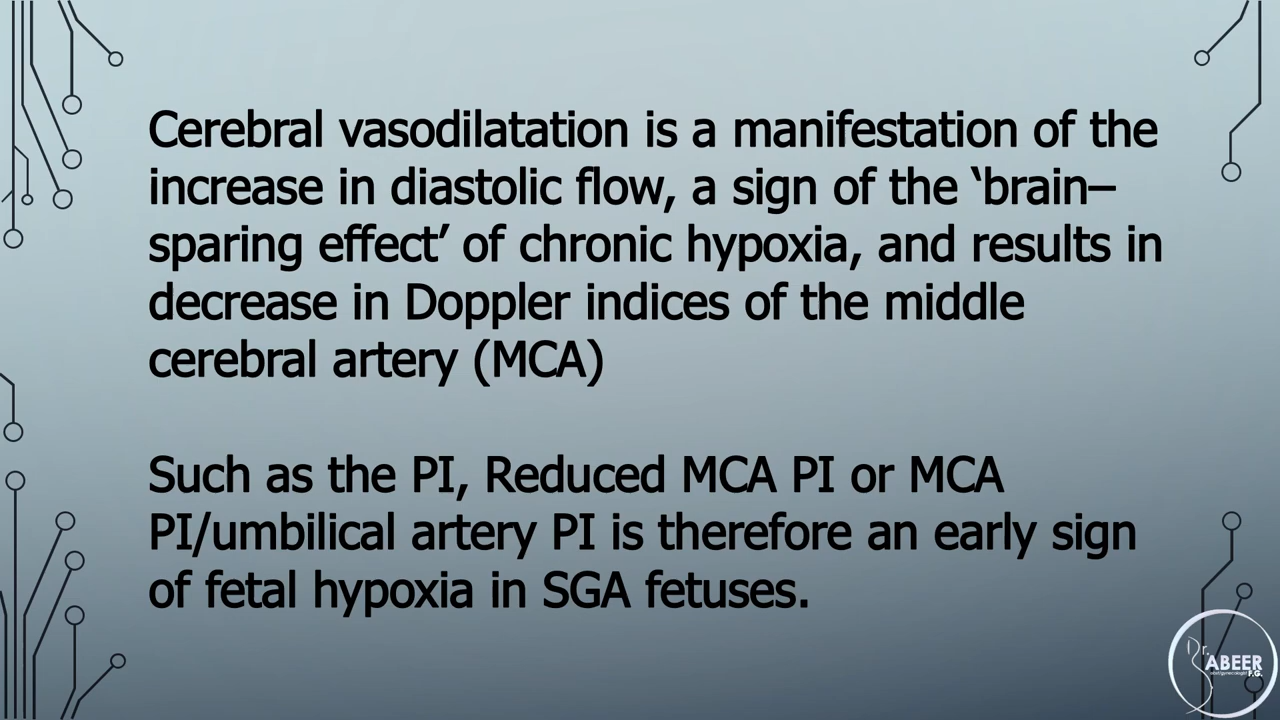 Cerebral vasodilatation is a manifestation of the
increase in diastolic flow, a sign of the ‘brain–
sparing effect’ of chronic hypoxia, and results in
decrease in Doppler indices of the middle
cerebral artery (MCA)
Such as the PI, Reduced MCA PI or MCA
PI/umbilical artery PI is therefore an early sign
of fetal hypoxia in SGA fetuses.
Dr.
ABEER
F.G.